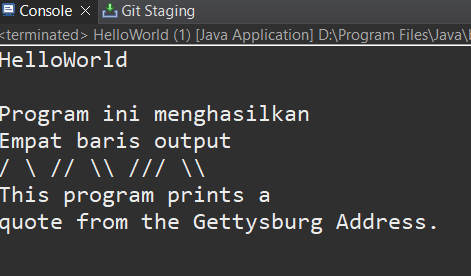 Console Git Staging
<terminated> HelloWorld (1) [Java Application] D:\Program Files\Java\
HelloWorld
Program ini menghasilkan
Empat baris output
/ \ // \\ /// \\
This program prints a
quote from the Gettysburg Address.